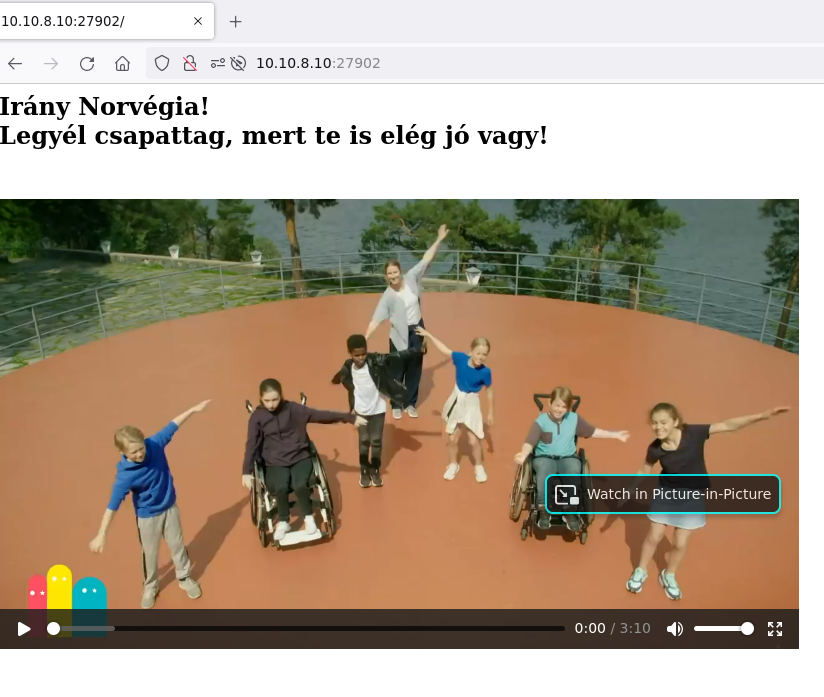 10.10.8.10:27902/
10.10.8.10:27902
Irány Norvégia!
Legyél csapattag, mert te is elég jó vagy!
Watch in Picture-in-Picture
0:00 / 3:10